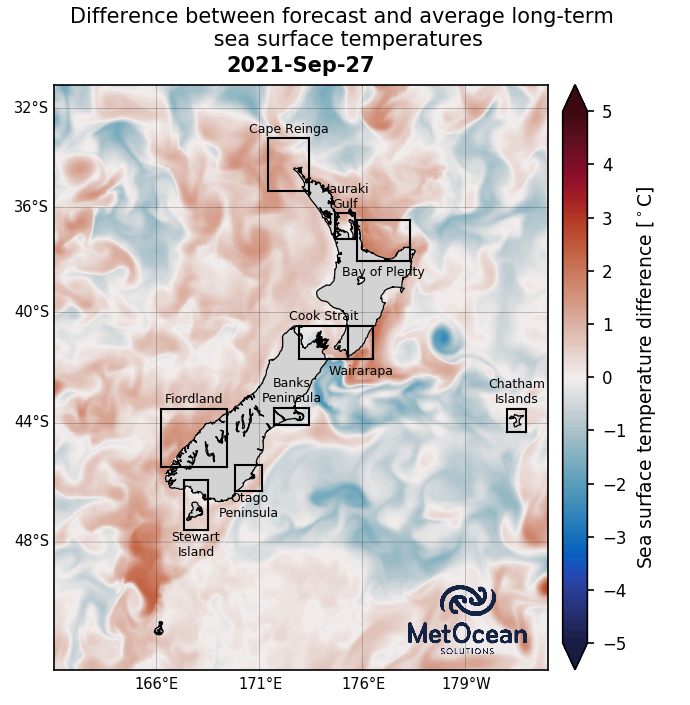 Difference between forecast and average long-term
sea surface temperatures
2021-Sep-27
32°S
36°S
40°S
44°S
48°S
Cape Reinga
Hauraki
Gulf
Bay of Plenty
Cook Strait
Wairarapa
Banks
Peninsula
Chatham
Islands
Fiordland
Otago
Peninsula
Stewart
Island
MetOcean
SOLUTIONS
166°E
171°E
176°E
179°W
5
4
3
2
1
0
−1
−2
−3
−4
−5
Sea surface temperature difference [°C]